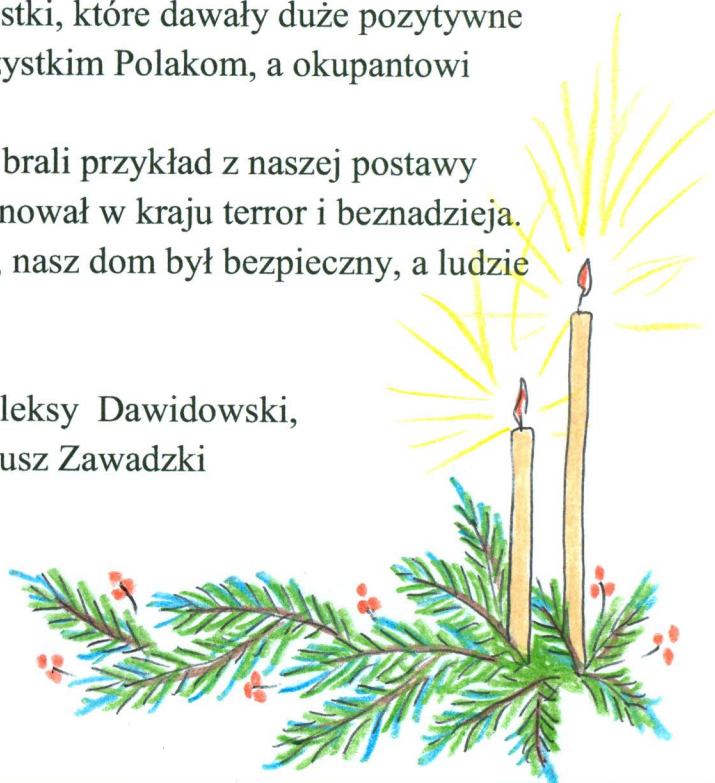 stki, które dawały duże pozytywne
ystkim Polakom, a okupantowi
brali przykład z naszej postawy
nował w kraju terror i beznadzieja.
, nasz dom był bezpieczny, a ludzie
leksy Dawidowski,
usz Zawadzki